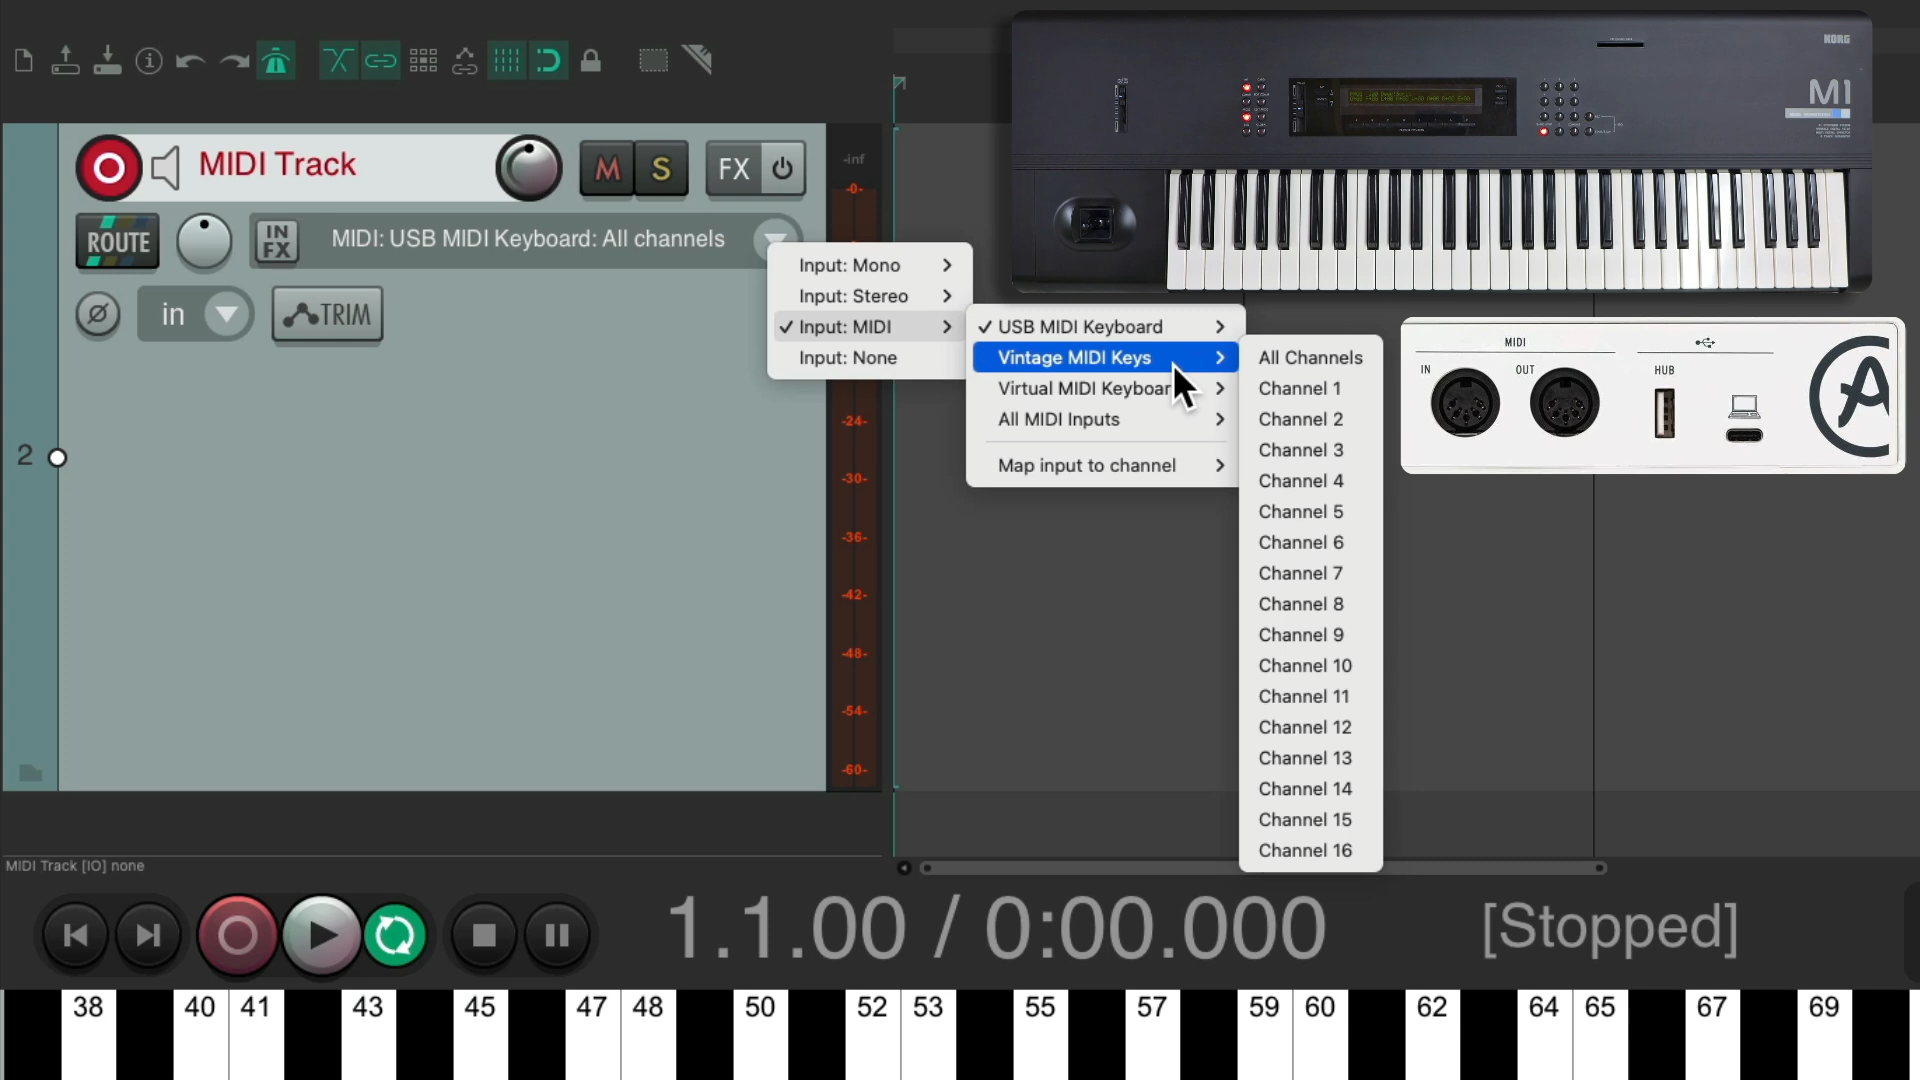 KORG
M1
MIDI Track
M
S
FX
-inf
-0-
ROUTE
IN
FX
MIDI: USB MIDI Keyboard: All channels
in
TRIM
Input: Mono
Input: Stereo
Input: MIDI
Input: None
USB MIDI Keyboard
Vintage MIDI Keys
Virtual MIDI Keyboar
All MIDI Inputs
Map input to channel
All Channels
Channel 1
Channel 2
Channel 3
Channel 4
Channel 5
Channel 6
Channel 7
Channel 8
Channel 9
Channel 10
Channel 11
Channel 12
Channel 13
Channel 14
Channel 15
Channel 16
MIDI
IN
OUT
HUB
2
-24-
-30-
-36-
-42-
-48-
-54-
-60-
MIDI Track [IO] none
1.1.00 / 0:00.000
[Stopped]
38 40 41 43 45 47 48 50 52 53 55 57 59 60 62 64 65 67 69